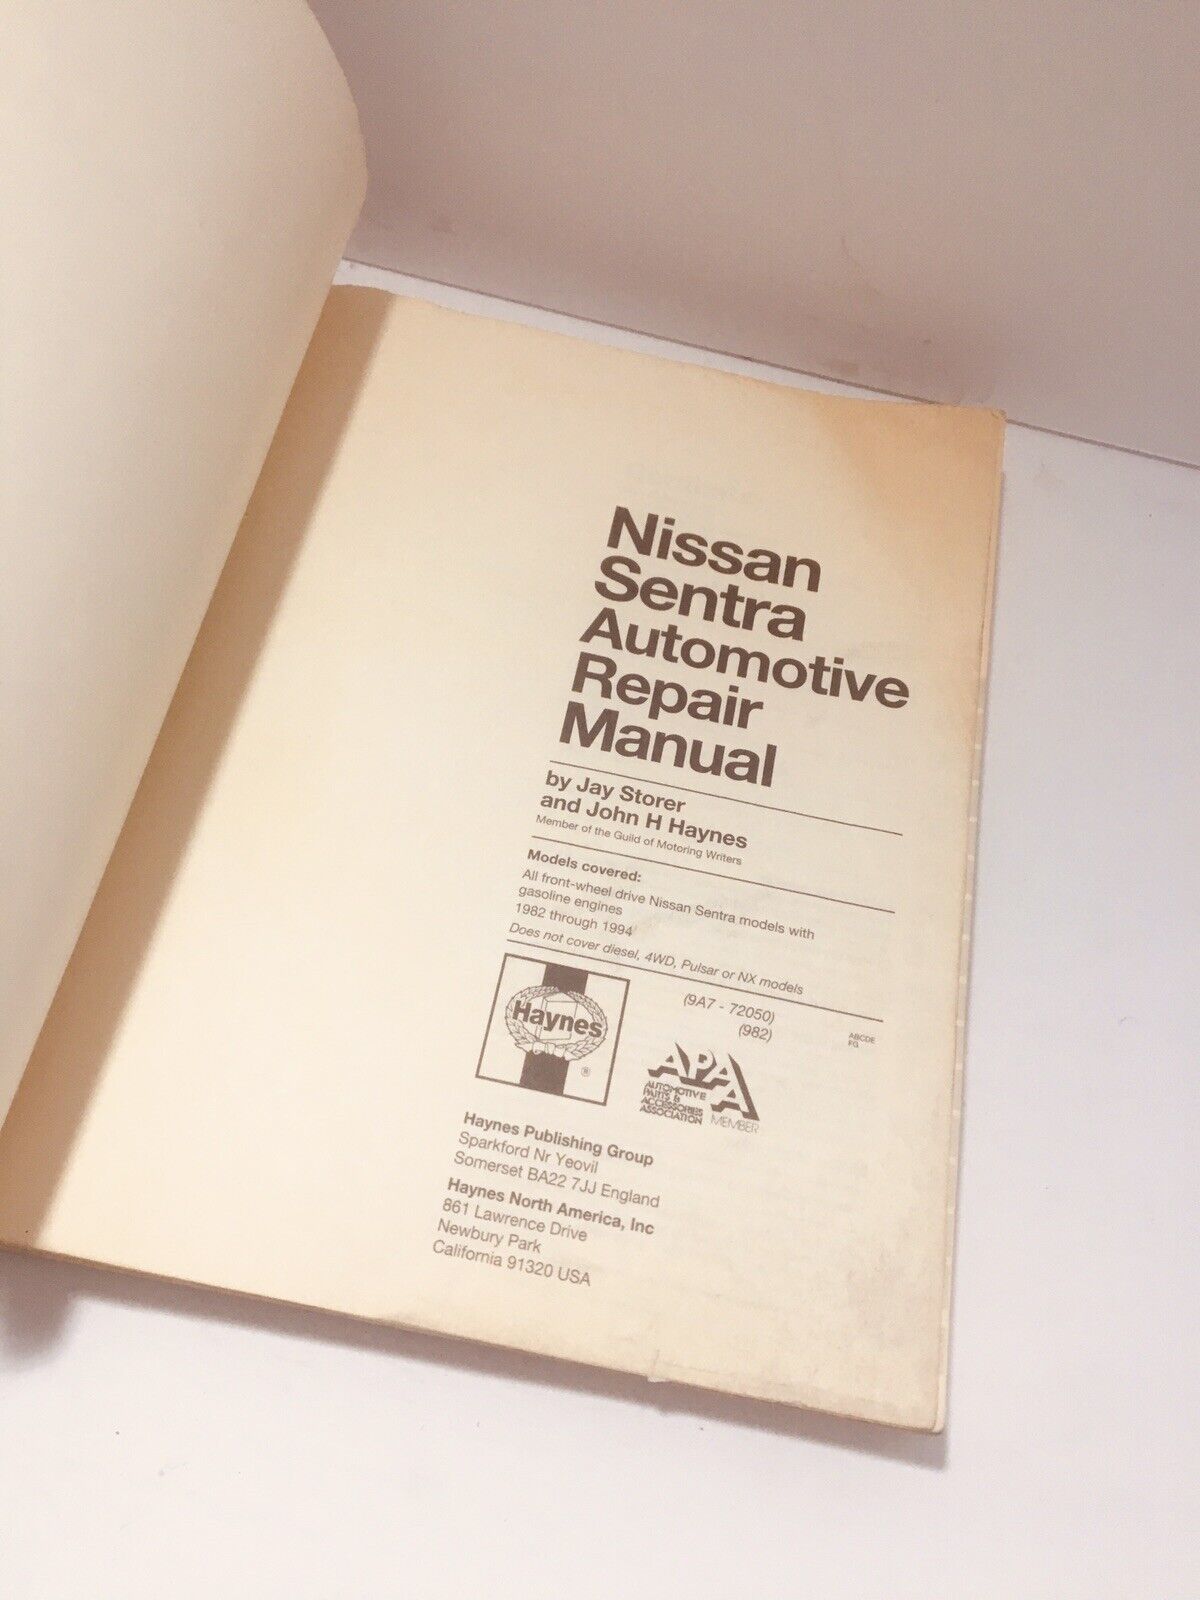 Nissan
Sentra
Automotive
Repair
Manual
by Jay Storer
and John H Haynes
Member of the Guild of Motoring Writers
Models covered:
All front-wheel drive Nissan Sentra models with
gasoline engines
1982 through 1994
Does not cover diesel, 4WD, Pulsar or NX models
(9A7 - 72050)
(982)
ABCDE
FG
Haynes
®
APAA
AUTOMOTIVE
PARTS &
ACCESSORIES
ASSOCIATION MEMBER
Haynes Publishing Group
Sparkford Nr Yeovil
Somerset BA22 7JJ England
Haynes North America, Inc
861 Lawrence Drive
Newbury Park
California 91320 USA